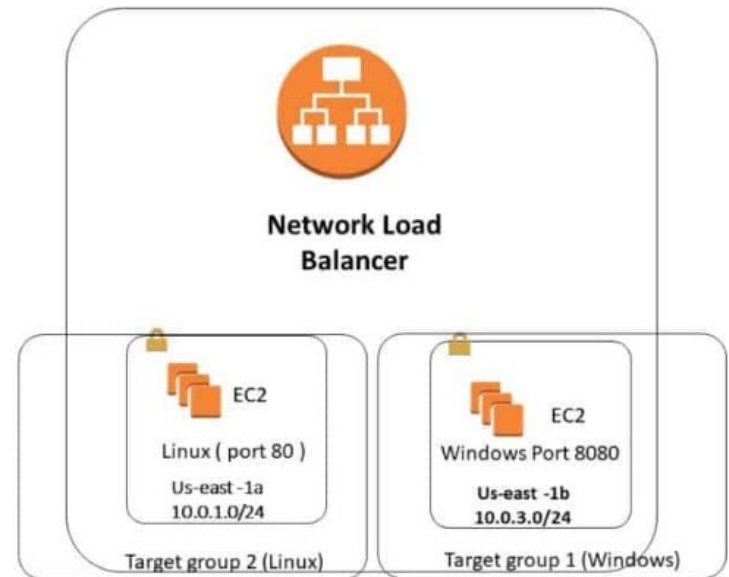 Network Load
Balancer
EC2
Linux ( port 80 )
Us-east -1a
10.0.1.0/24
Target group 2 (Linux)
EC2
Windows Port 8080
Us-east -1b
10.0.3.0/24
Target group 1 (Windows)